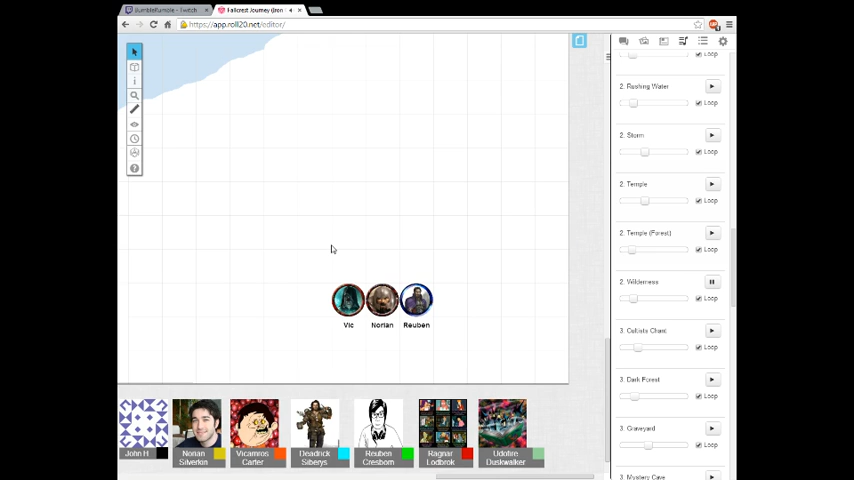 BumbleRumble - Twitch
Fallcrest Journey (Iron
https://app.roll20.net/editor/
Loop
2. Rushing Water
Loop
2. Storm
Loop
2. Temple
Loop
2. Temple (Forest)
Loop
2. Wilderness
Loop
3. Cultists Chant
Loop
3. Dark Forest
Loop
3. Graveyard
Loop
3. Mystery Cave
Vic Norian Reuben
John H
Norian
Silverkin
Vicamros
Carter
Deadrick
Siberys
Reuben
Cresborn
Ragnar
Lodbrok
Udofire
Duskwalker